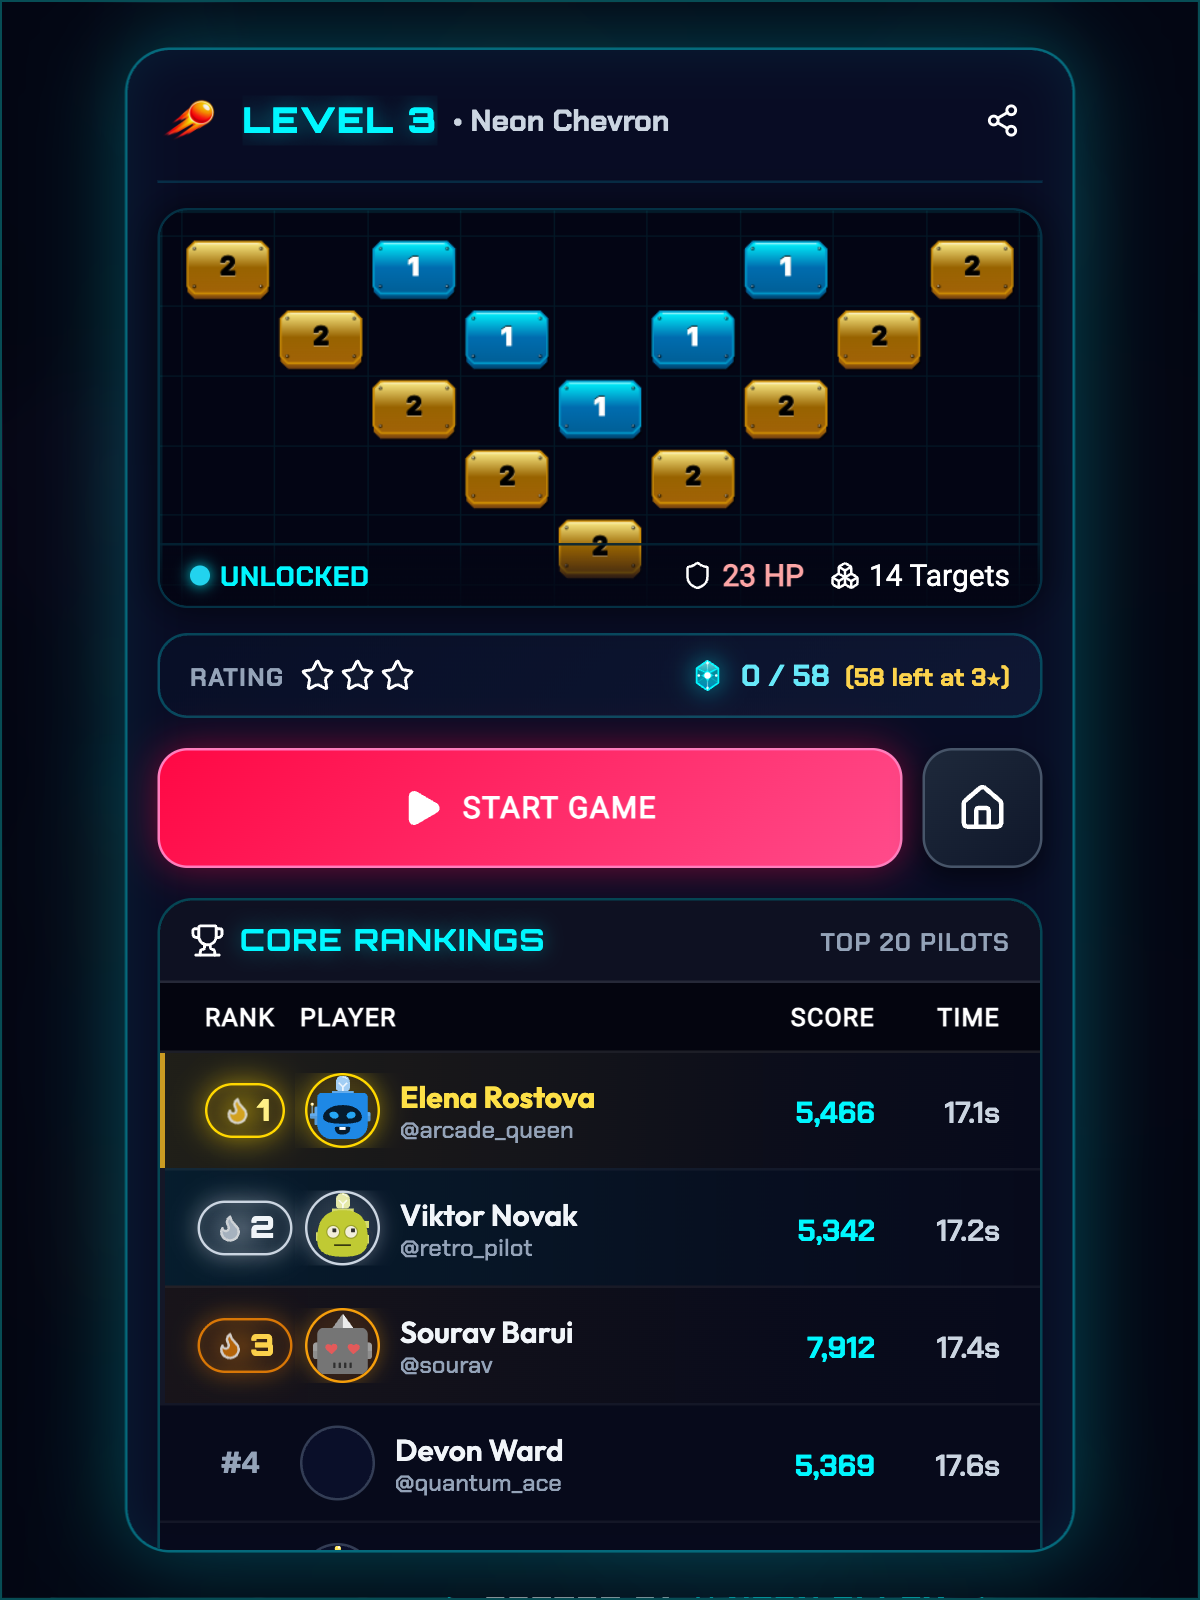 LEVEL 3 • Neon Chevron
2 1 1 2
2 1 1 2
2 1 2
2 2
2
UNLOCKED 23 HP 14 Targets
RATING 0 / 58 (58 left at 3★)
START GAME
CORE RANKINGS TOP 20 PILOTS
RANK PLAYER SCORE TIME
1 Elena Rostova 5,466 17.1s
@arcade_queen
2 Viktor Novak 5,342 17.2s
@retro_pilot
3 Sourav Barui 7,912 17.4s
@sourav
#4 Devon Ward 5,369 17.6s
@quantum_ace